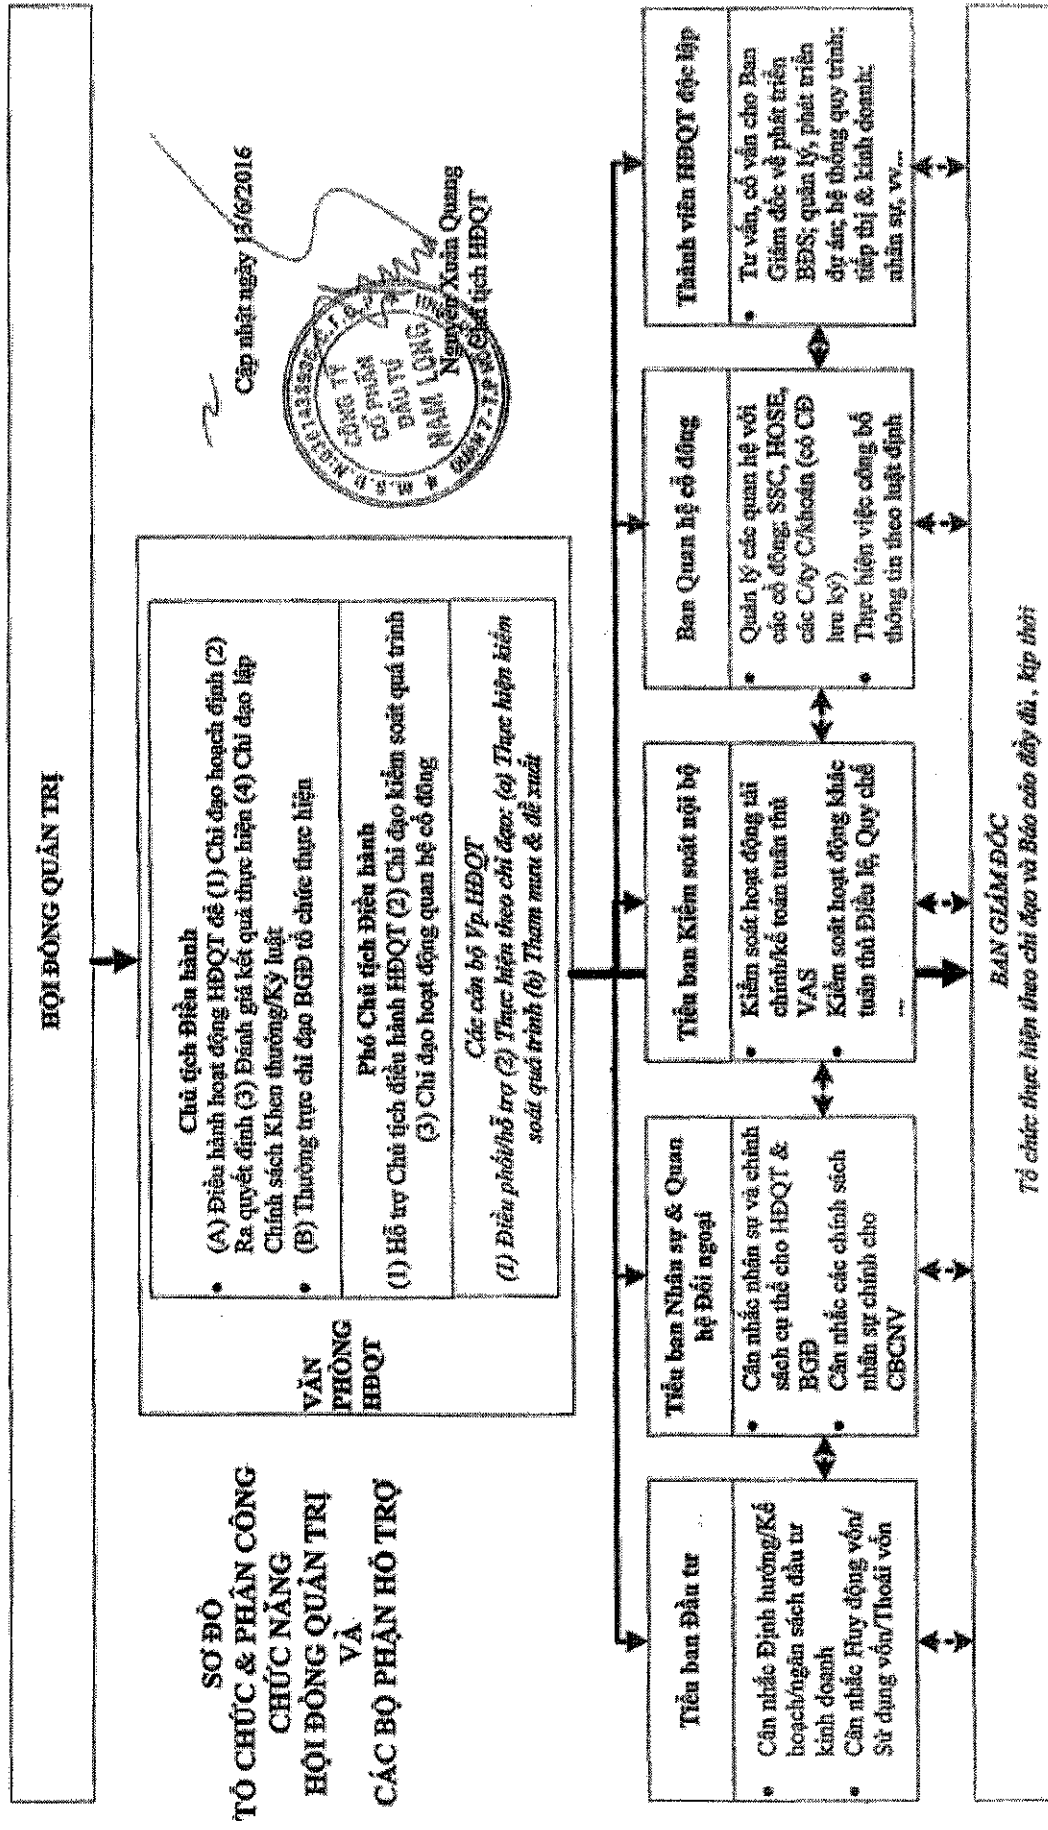 SƠ ĐỒ
TỔ CHỨC & PHÂN CÔNG
CHỨC NĂNG
HỘI ĐỒNG QUẢN TRỊ
VÀ
CÁC BỘ PHẬN HỖ TRỢ
HỘI ĐỒNG QUẢN TRỊ
Cập nhật ngày 13/6/2016
CÔNG TY
CỔ PHẦN
ĐẦU TƯ
NAM LONG
Nguyễn Xuân Quang
Chủ tịch HĐQT
VĂN
PHÒNG
HĐQT
Chủ tịch Điều hành
• (A) Điều hành hoạt động HĐQT để (1) Chỉ đạo hoạch định (2)
Ra quyết định (3) Đánh giá kết quả thực hiện (4) Chỉ đạo lập
Chính sách Khen thưởng/Kỷ luật
• (B) Thường trực chỉ đạo BGĐ tổ chức thực hiện
Phó Chủ tịch Điều hành
(1) Hỗ trợ Chủ tịch điều hành HĐQT (2) Chỉ đạo kiểm soát quá trình
(3) Chỉ đạo hoạt động quan hệ cổ đông
Các cán bộ Vp.HĐQT
(1) Điều phối/hỗ trợ (2) Thực hiện theo chỉ đạo: (a) Thực hiện kiểm
soát quá trình (b) Tham mưu & đề xuất
Tiểu ban Đầu tư
• Cân nhắc Định hướng/Kế
hoạch/ngân sách đầu tư
kinh doanh
• Cân nhắc Huy động vốn/
Sử dụng vốn/Thoái vốn
Tiểu ban Nhân sự & Quan
hệ Đối ngoại
• Cân nhắc nhân sự và chính
sách cụ thể cho HĐQT &
BGĐ
• Cân nhắc các chính sách
nhân sự chính cho
CBCNV
Tiểu ban Kiểm soát nội bộ
• Kiểm soát hoạt động tài
chính/kế toán tuân thủ
VAS
• Kiểm soát hoạt động khác
tuân thủ Điều lệ, Quy chế
...
Ban Quan hệ cổ đông
• Quản lý các quan hệ với
các cổ đông; SSC, HOSE,
các C/ty C/khoán (có CĐ
lưu ký)
• Thực hiện việc công bố
thông tin theo luật định
Thành viên HĐQT độc lập
• Tư vấn, cố vấn cho Ban
Giám đốc về phát triển
BĐS; quản lý, phát triển
dự án; hệ thống quy trình;
tiếp thị & kinh doanh;
nhân sự, vv...
BAN GIÁM ĐỐC
Tổ chức thực hiện theo chỉ đạo và Báo cáo đầy đủ, kịp thời